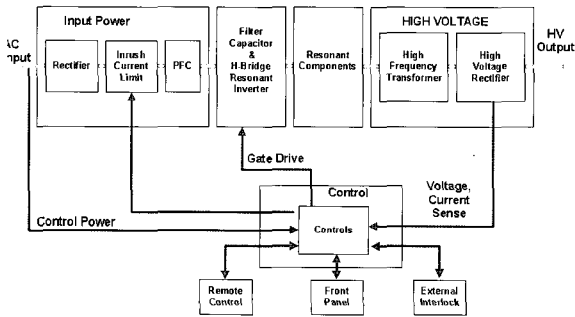 Input Power
Filter
Capacitor
&
H-Bridge
Resonant
Inverter
Resonant
Components
HIGH VOLTAGE
HV
Output
Rectifier
Inrush
Current
Limit
PFC
High
Frequency
Transformer
High
Voltage
Rectifier
Gate Drive
Control
Voltage,
Current
Sense
Control Power
Controls
Remote
Control
Front
Panel
External
Interlock